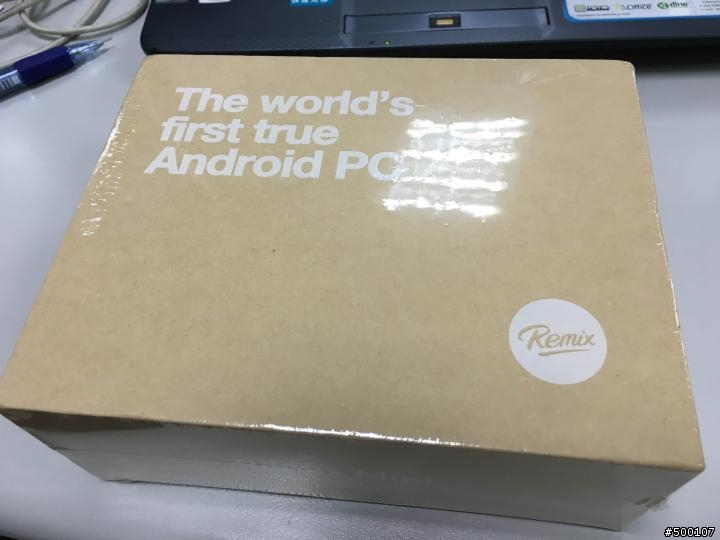 The world's
first true
Android PC
Remix
#500107